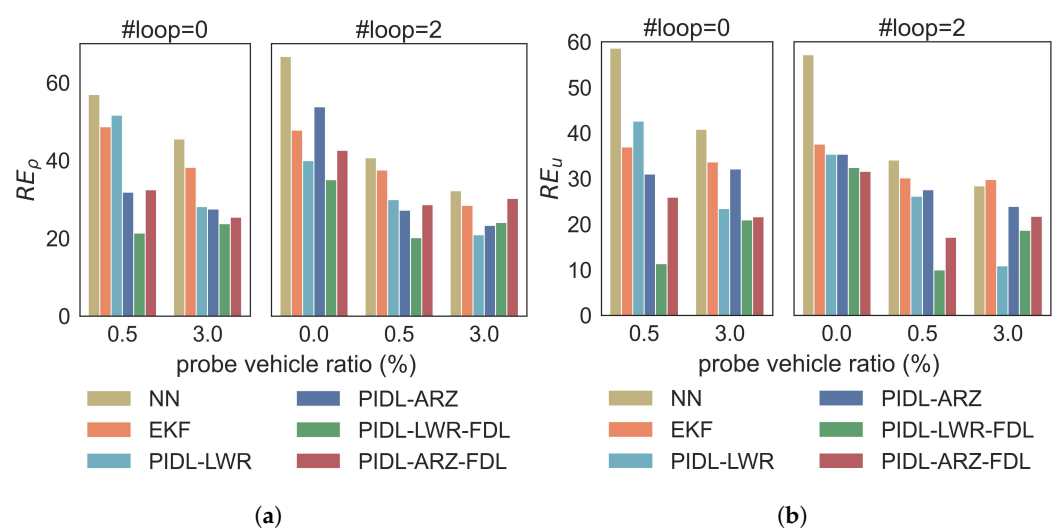 #loop=0
#loop=2
REρ
60
40
20
0
0.5
3.0
0.0
0.5
3.0
probe vehicle ratio (%)
NN
EKF
PIDL-LWR
PIDL-ARZ
PIDL-LWR-FDL
PIDL-ARZ-FDL
(a)
#loop=0
#loop=2
REu
60
50
40
30
20
10
0
0.5
3.0
0.0
0.5
3.0
probe vehicle ratio (%)
NN
EKF
PIDL-LWR
PIDL-ARZ
PIDL-LWR-FDL
PIDL-ARZ-FDL
(b)